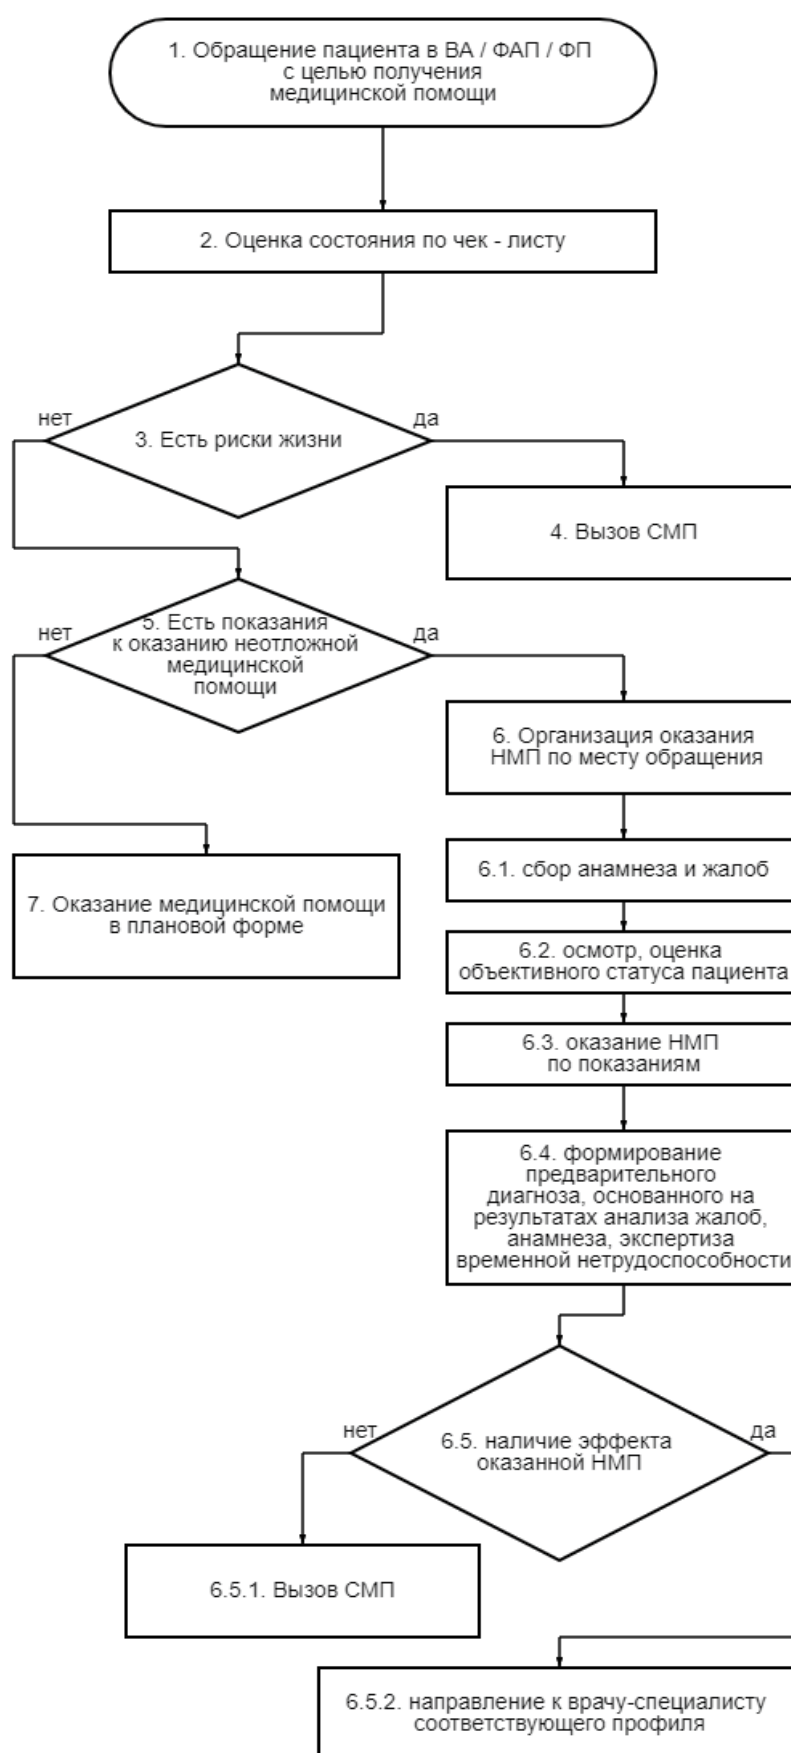 1. Обращение пациента в ВА / ФАП / ФП
с целью получения
медицинской помощи
2. Оценка состояния по чек - листу
нет
да
3. Есть риски жизни
4. Вызов СМП
нет
да
5. Есть показания
к оказанию неотложной
медицинской
помощи
6. Организация оказания
НМП по месту обращения
6.1. сбор анамнеза и жалоб
7. Оказание медицинской помощи
в плановой форме
6.2. осмотр, оценка
объективного статуса пациента
6.3. оказание НМП
по показаниям
6.4. формирование
предварительного
диагноза, основанного на
результатах анализа жалоб,
анамнеза, экспертиза
временной нетрудоспособности
нет
да
6.5. наличие эффекта
оказанной НМП
6.5.1. Вызов СМП
6.5.2. направление к врачу-специалисту
соответствующего профиля